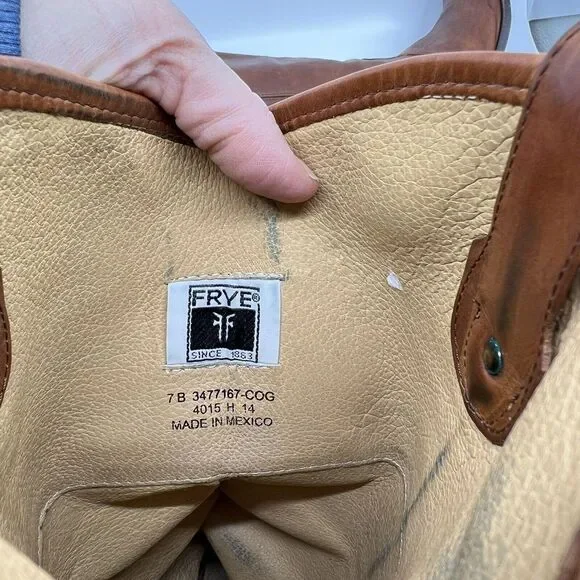 FRYE®
SINCE 1863
7 B 3477167-COG
4015 H 14
MADE IN MEXICO